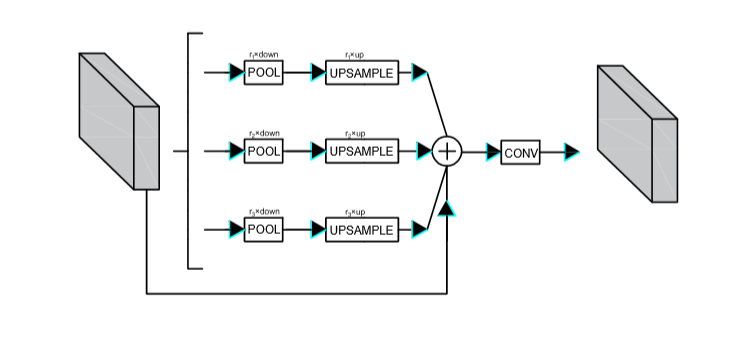 r₁×down r₁×up
POOL UPSAMPLE
r₂×down r₂×up
POOL UPSAMPLE + CONV
r₃×down r₃×up
POOL UPSAMPLE